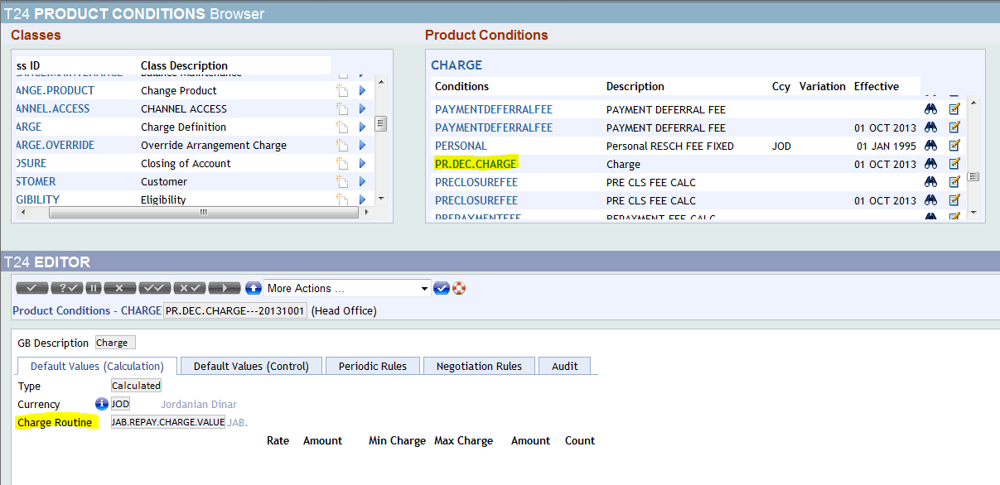 T24 PRODUCT CONDITIONS Browser
Classes
ss ID Class Description
ANGE.PRODUCT Change Product
ANNEL.ACCESS CHANNEL ACCESS
ARGE Charge Definition
ARGE.OVERRIDE Override Arrangement Charge
OSURE Closing of Account
STOMER Customer
GIBILITY Eligibility
Product Conditions
CHARGE
Conditions Description Ccy Variation Effective
PAYMENTDEFERRALFEE PAYMENT DEFERRAL FEE
PAYMENTDEFERRALFEE PAYMENT DEFERRAL FEE 01 OCT 2013
PERSONAL Personal RESCH FEE FIXED JOD 01 JAN 1995
PR.DEC.CHARGE Charge 01 OCT 2013
PRECLOSUREFEE PRE CLS FEE CALC
PRECLOSUREFEE PRE CLS FEE CALC 01 OCT 2013
PREPAYMENTFEE REPAYMENT FEE CALC
T24 EDITOR
More Actions ...
Product Conditions - CHARGE PR.DEC.CHARGE---20131001 (Head Office)
GB Description Charge
Default Values (Calculation) Default Values (Control) Periodic Rules Negotiation Rules Audit
Type Calculated
Currency JOD Jordanian Dinar
Charge Routine JAB.REPAY.CHARGE.VALUE JAB.
Rate Amount Min Charge Max Charge Amount Count